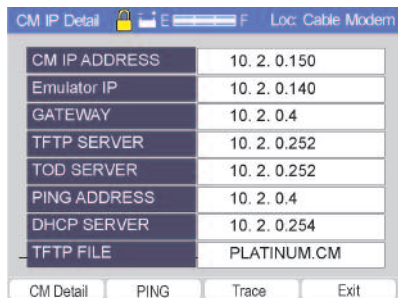 CM IP Detail E F Loc: Cable Modem
CM IP ADDRESS 10. 2. 0.150
Emulator IP 10. 2. 0.140
GATEWAY 10. 2. 0.4
TFTP SERVER 10. 2. 0.252
TOD SERVER 10. 2. 0.252
PING ADDRESS 10. 2. 0.4
DHCP SERVER 10. 2. 0.254
TFTP FILE PLATINUM.CM
CM Detail PING Trace Exit